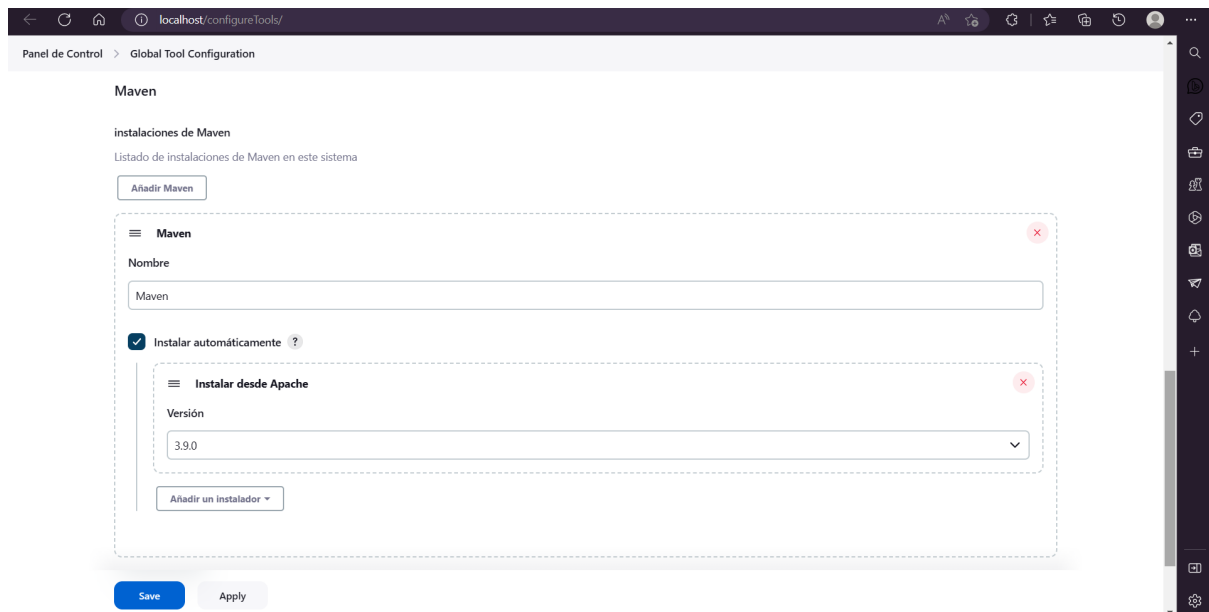 localhost/configureTools/
Panel de Control > Global Tool Configuration
Maven
instalaciones de Maven
Listado de instalaciones de Maven en este sistema
Añadir Maven
Maven
Nombre
Maven
Instalar automáticamente ?
Instalar desde Apache
Versión
3.9.0
Añadir un instalador
Save Apply